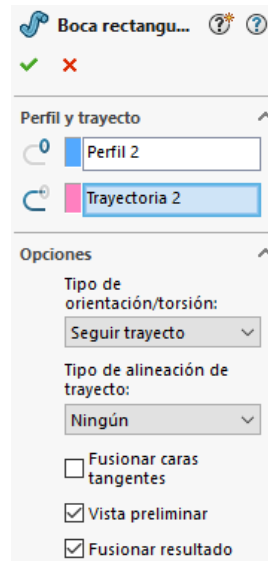 Boca rectangu...
Perfil y trayecto
Perfil 2
Trayectoria 2
Opciones
Tipo de
orientación/torsión:
Seguir trayecto
Tipo de alineación de
trayecto:
Ningún
Fusionar caras
tangentes
Vista preliminar
Fusionar resultado